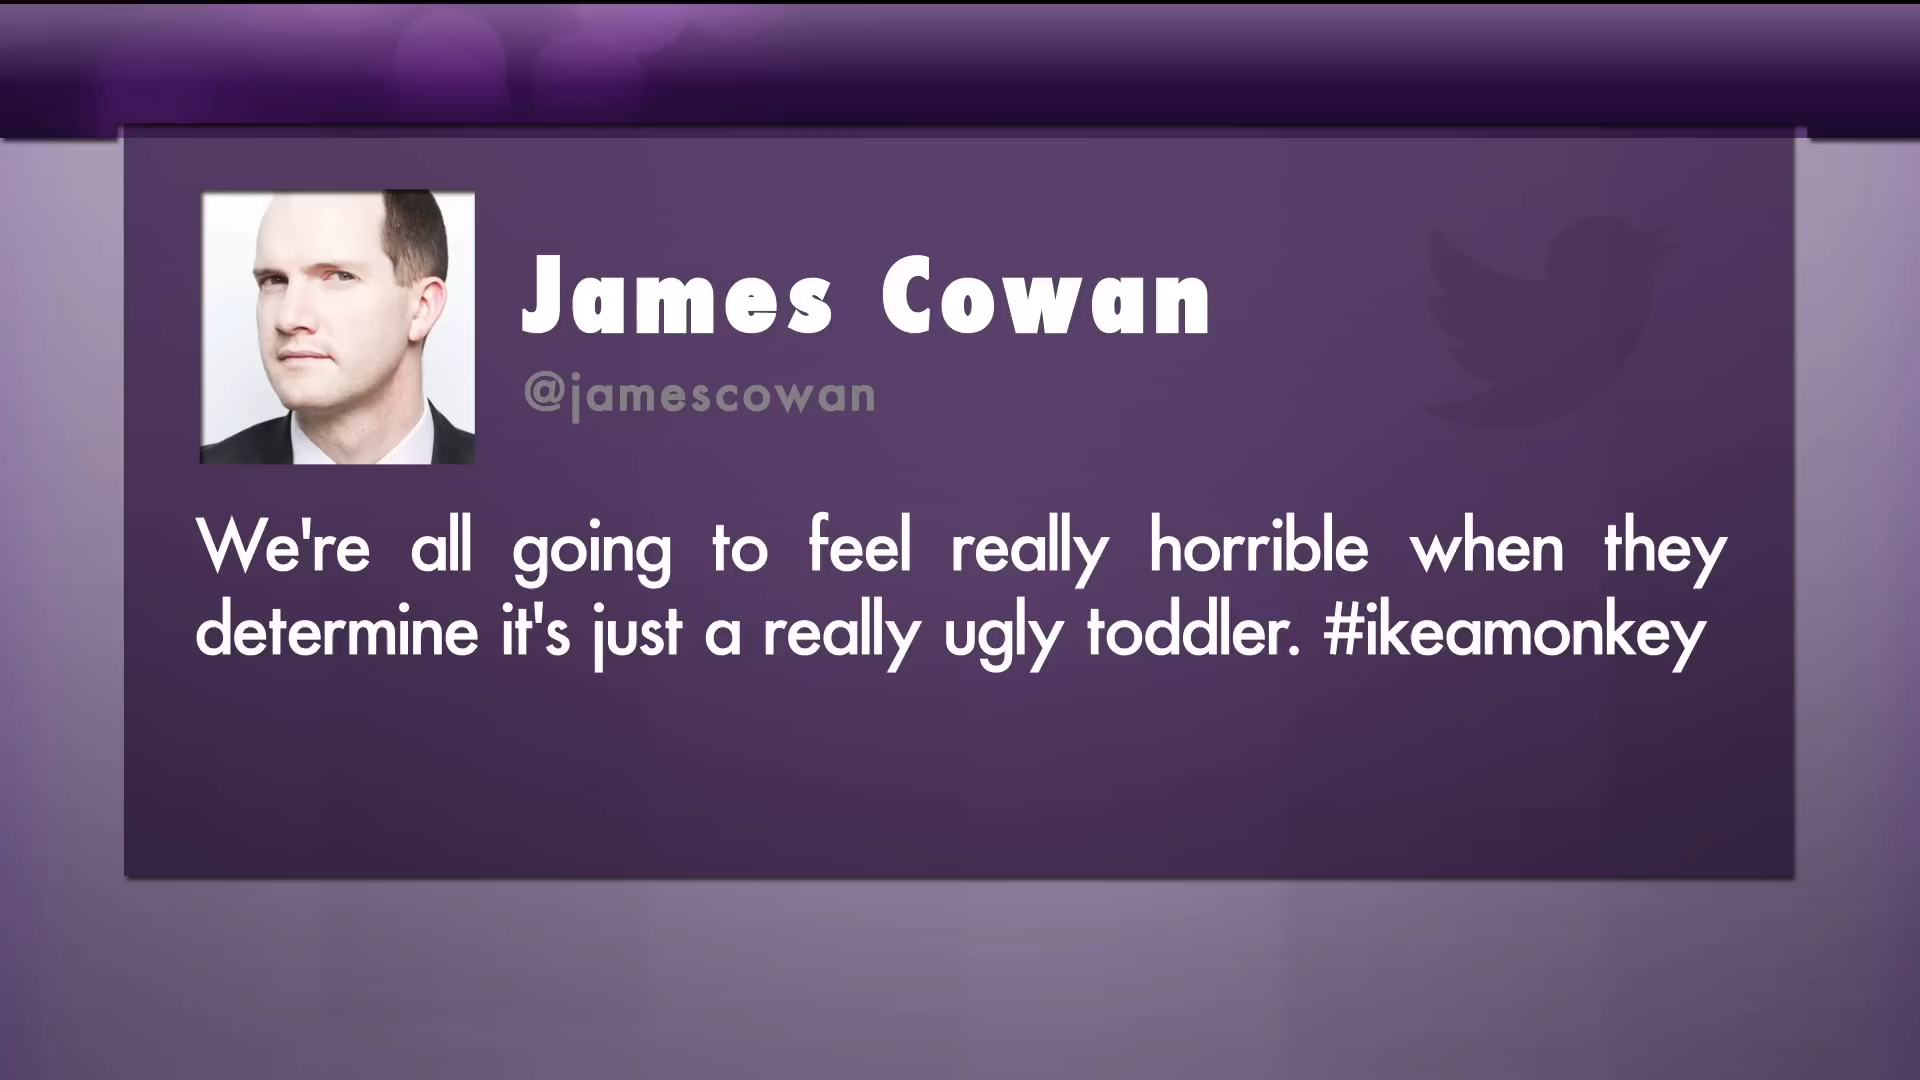 James Cowan
@jamescowan
We're all going to feel really horrible when they
determine it's just a really ugly toddler. #ikeamonkey